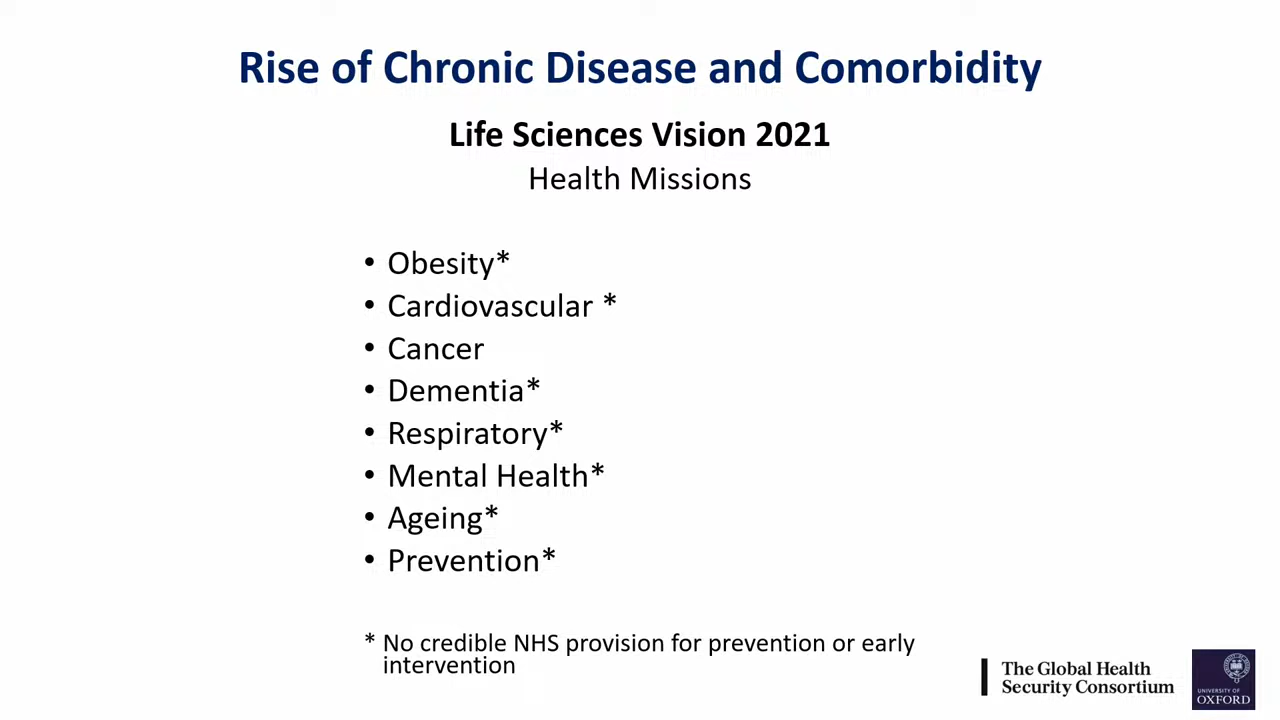 Rise of Chronic Disease and Comorbidity
Life Sciences Vision 2021
Health Missions
• Obesity*
• Cardiovascular *
• Cancer
• Dementia*
• Respiratory*
• Mental Health*
• Ageing*
• Prevention*
* No credible NHS provision for prevention or early
intervention
The Global Health
Security Consortium
UNIVERSITY OF
OXFORD